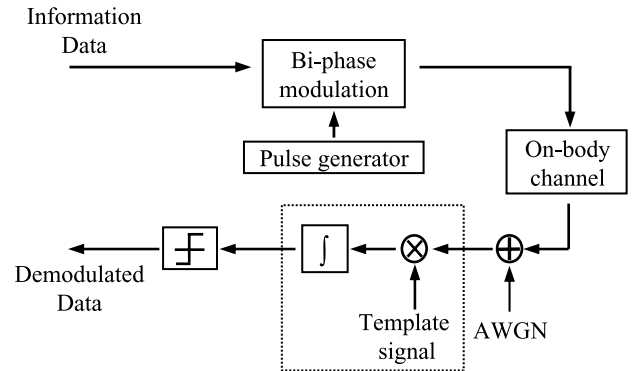 Information
Data
Bi-phase
modulation
Pulse generator
On-body
channel
∫
Demodulated
Data
Template
signal
AWGN